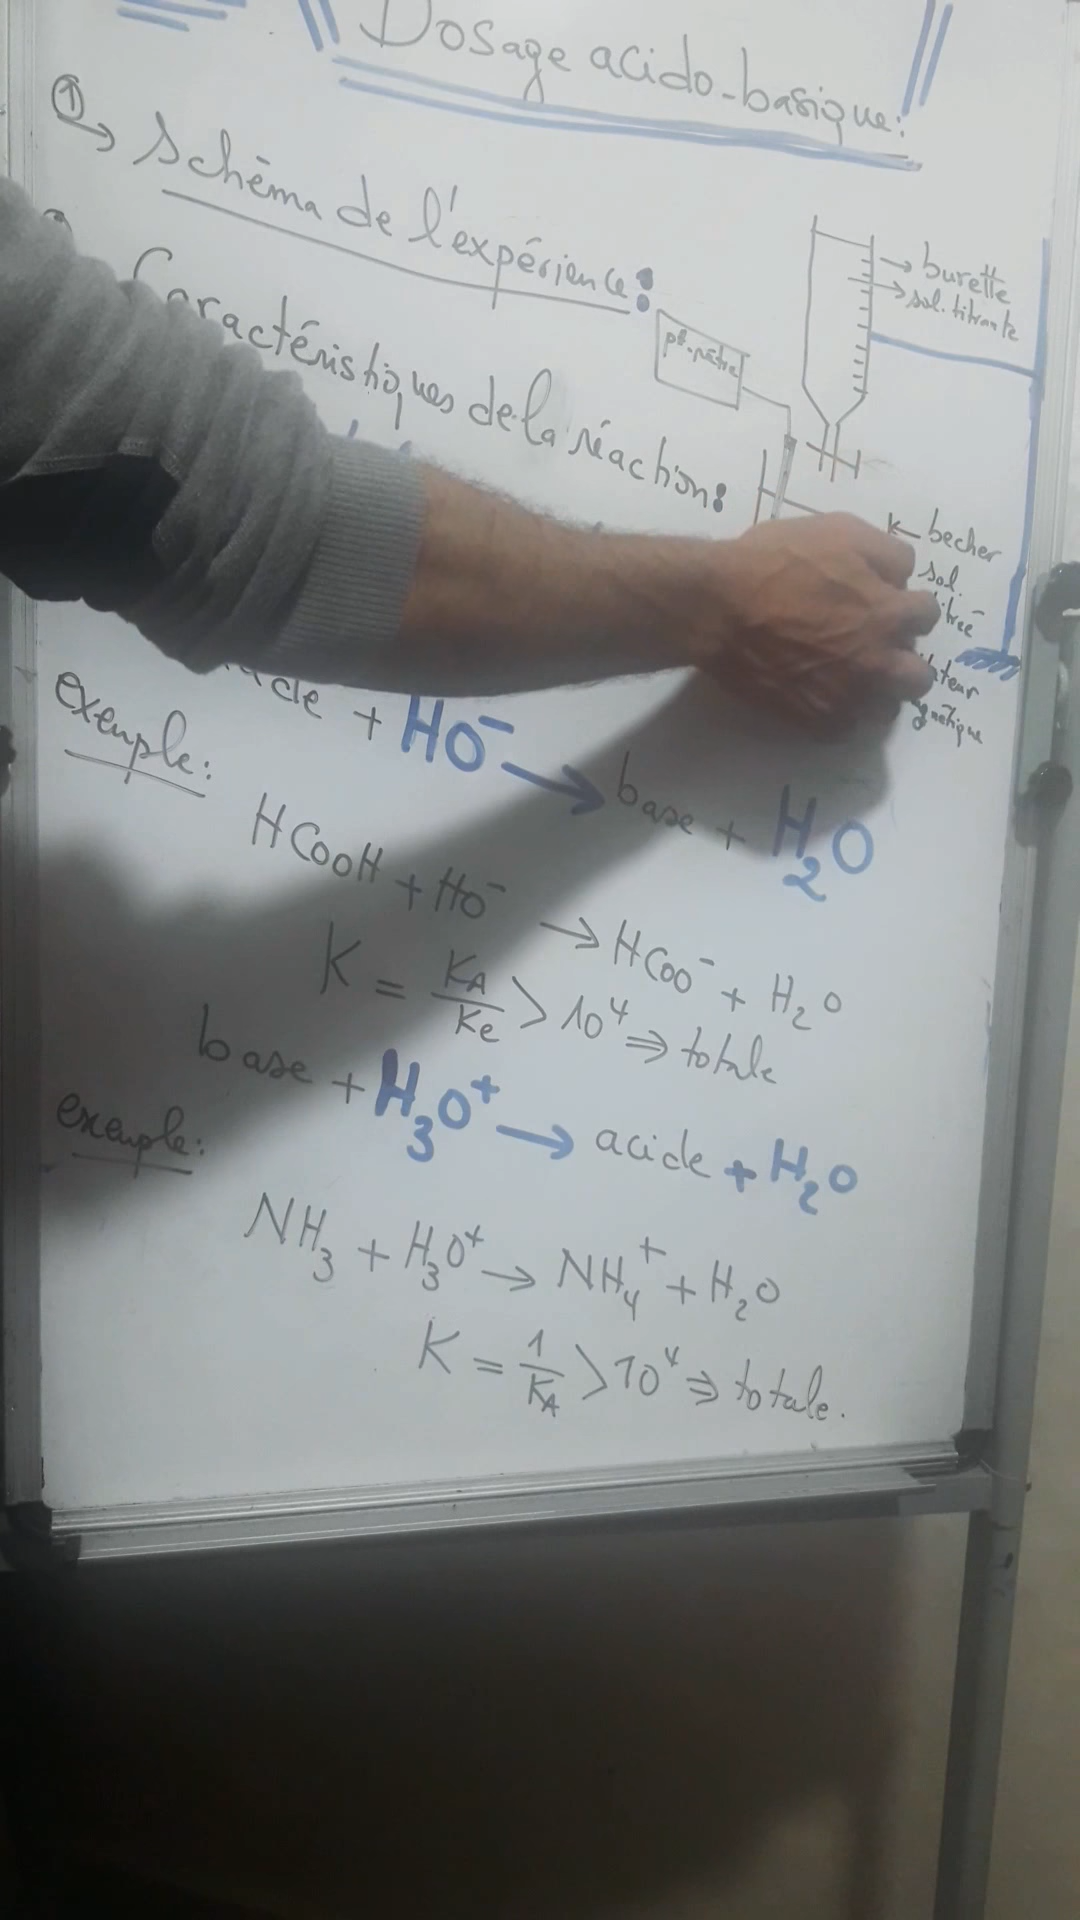 Dosage acido-basique:
① Schéma de l'expérience:
burette
sol. titrante
pH-mètre
Caractéristiques de la réaction:
becher
sol.
+ HO⁻ → base + H₂O
exemple:
HCOOH + HO⁻ → HCOO⁻ + H₂O
K = KA/Ke > 10⁴ ⇒ totale
base + H₃O⁺ → acide + H₂O
exemple:
NH₃ + H₃O⁺ → NH₄⁺ + H₂O
K = 1/KA > 10⁴ ⇒ totale.